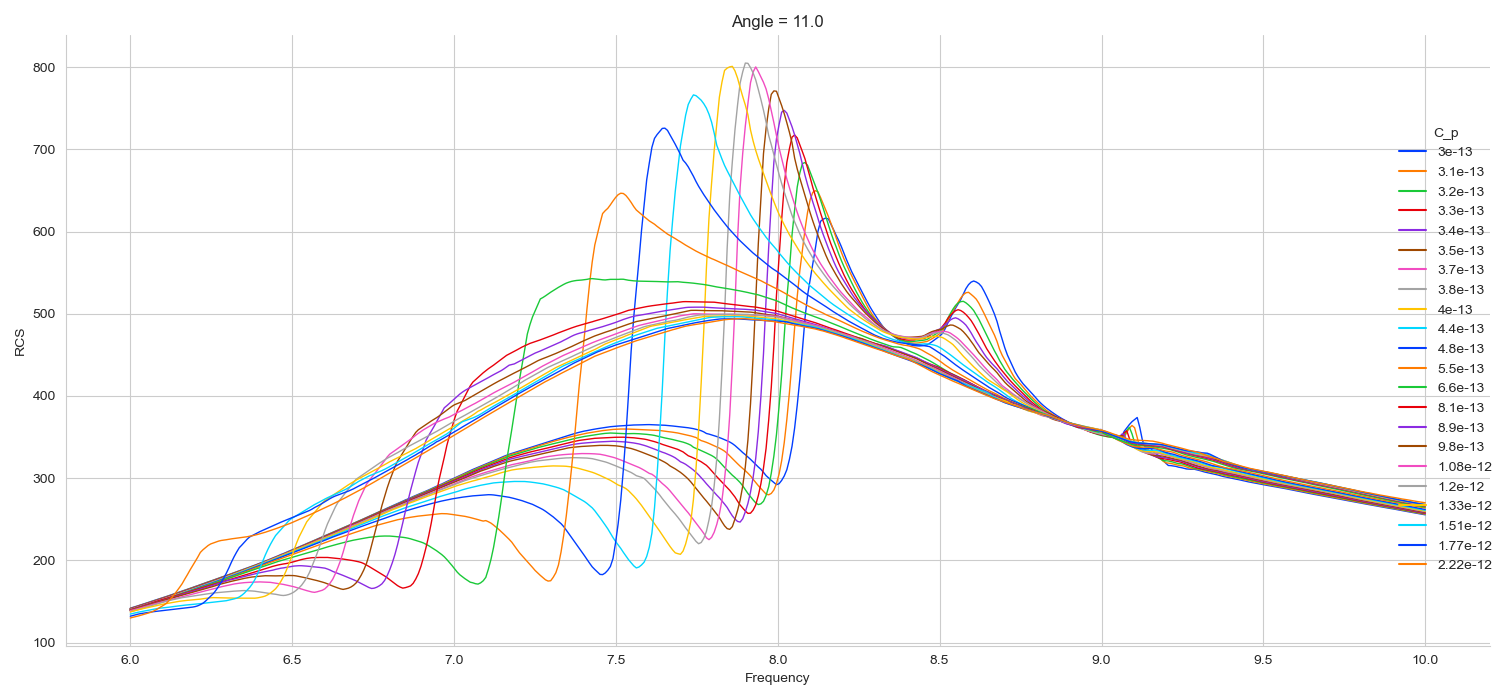 Angle = 11.0
800
700
600
500
400
300
200
100
RCS
6.0 6.5 7.0 7.5 8.0 8.5 9.0 9.5 10.0
Frequency
C_p
3e-13
3.1e-13
3.2e-13
3.3e-13
3.4e-13
3.5e-13
3.7e-13
3.8e-13
4e-13
4.4e-13
4.8e-13
5.5e-13
6.6e-13
8.1e-13
8.9e-13
9.8e-13
1.08e-12
1.2e-12
1.33e-12
1.51e-12
1.77e-12
2.22e-12